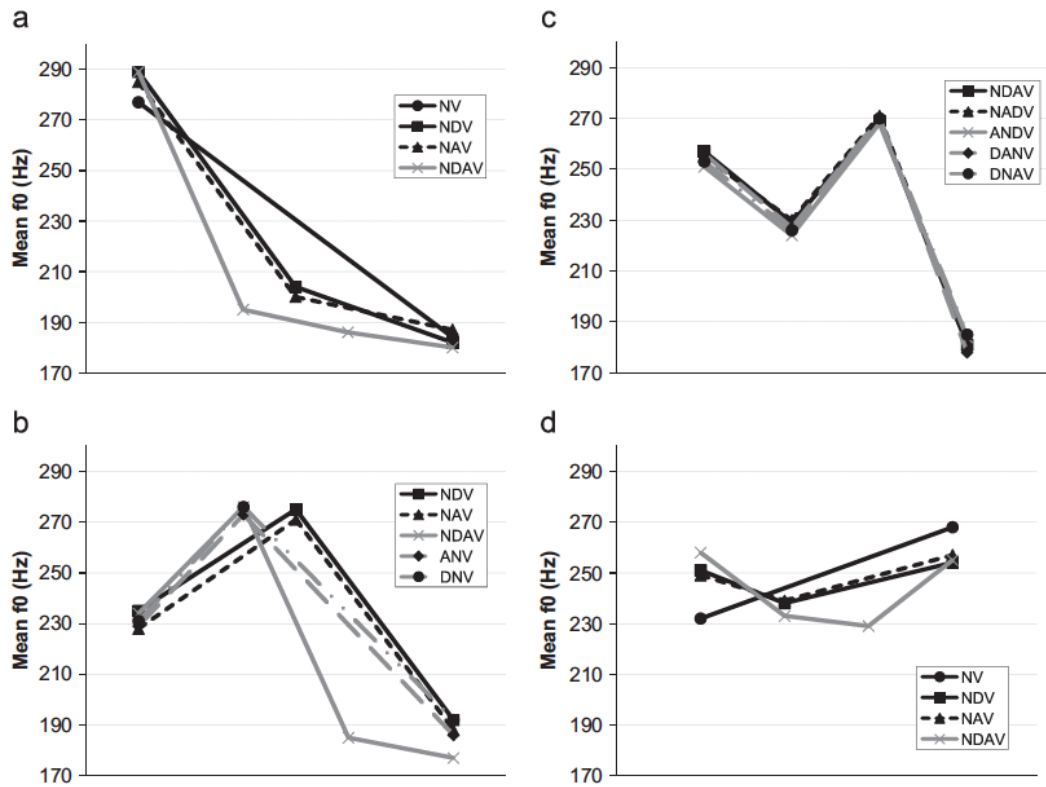 a
290
270
250
230
210
190
170
Mean f0 (Hz)
NV
NDV
NAV
NDAV
c
290
270
250
230
210
190
170
Mean f0 (Hz)
NDAV
NADV
ANDV
DANV
DNAV
b
290
270
250
230
210
190
170
Mean f0 (Hz)
NDV
NAV
NDAV
ANV
DNV
d
290
270
250
230
210
190
170
Mean f0 (Hz)
NV
NDV
NAV
NDAV